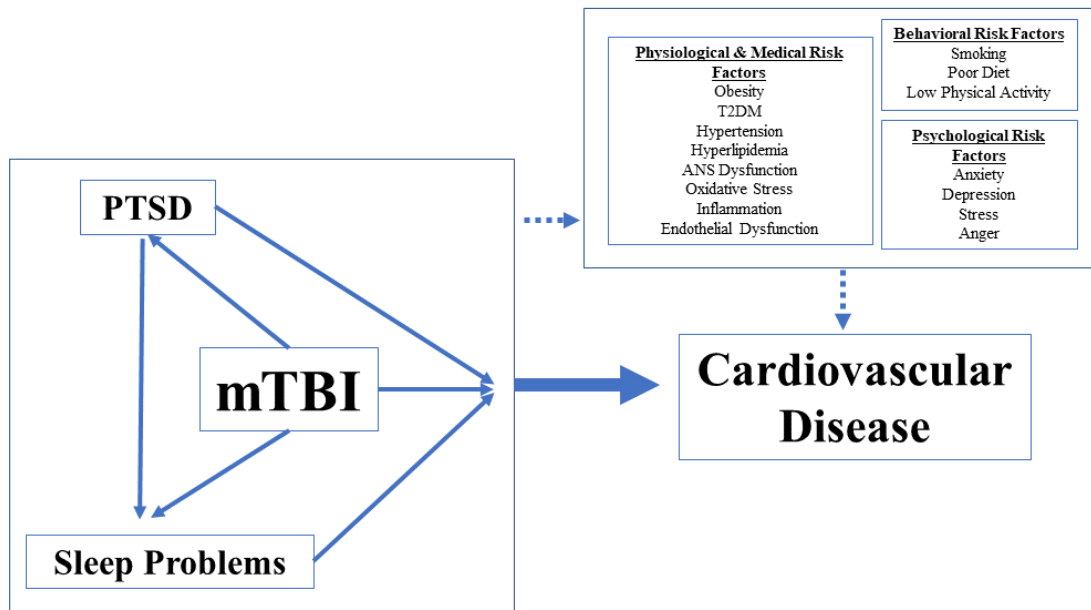 Physiological & Medical Risk
Factors
Obesity
T2DM
Hypertension
Hyperlipidemia
ANS Dysfunction
Oxidative Stress
Inflammation
Endothelial Dysfunction
Behavioral Risk Factors
Smoking
Poor Diet
Low Physical Activity
Psychological Risk
Factors
Anxiety
Depression
Stress
Anger
PTSD
mTBI
Sleep Problems
Cardiovascular
Disease